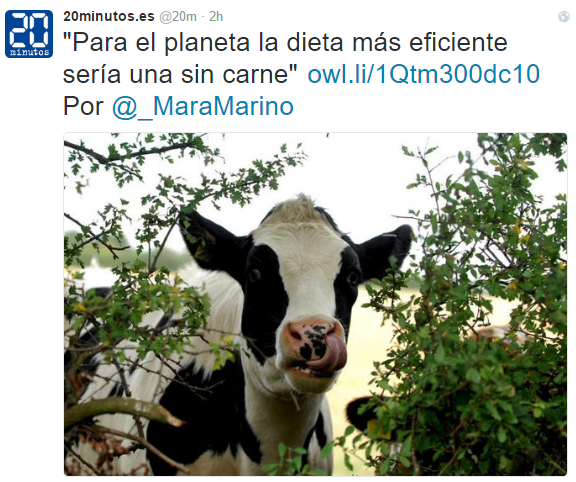 20
minutos
20minutos.es @20m · 2h
"Para el planeta la dieta más eficiente
sería una sin carne" owl.li/1Qtm300dc10
Por @_MaraMarino